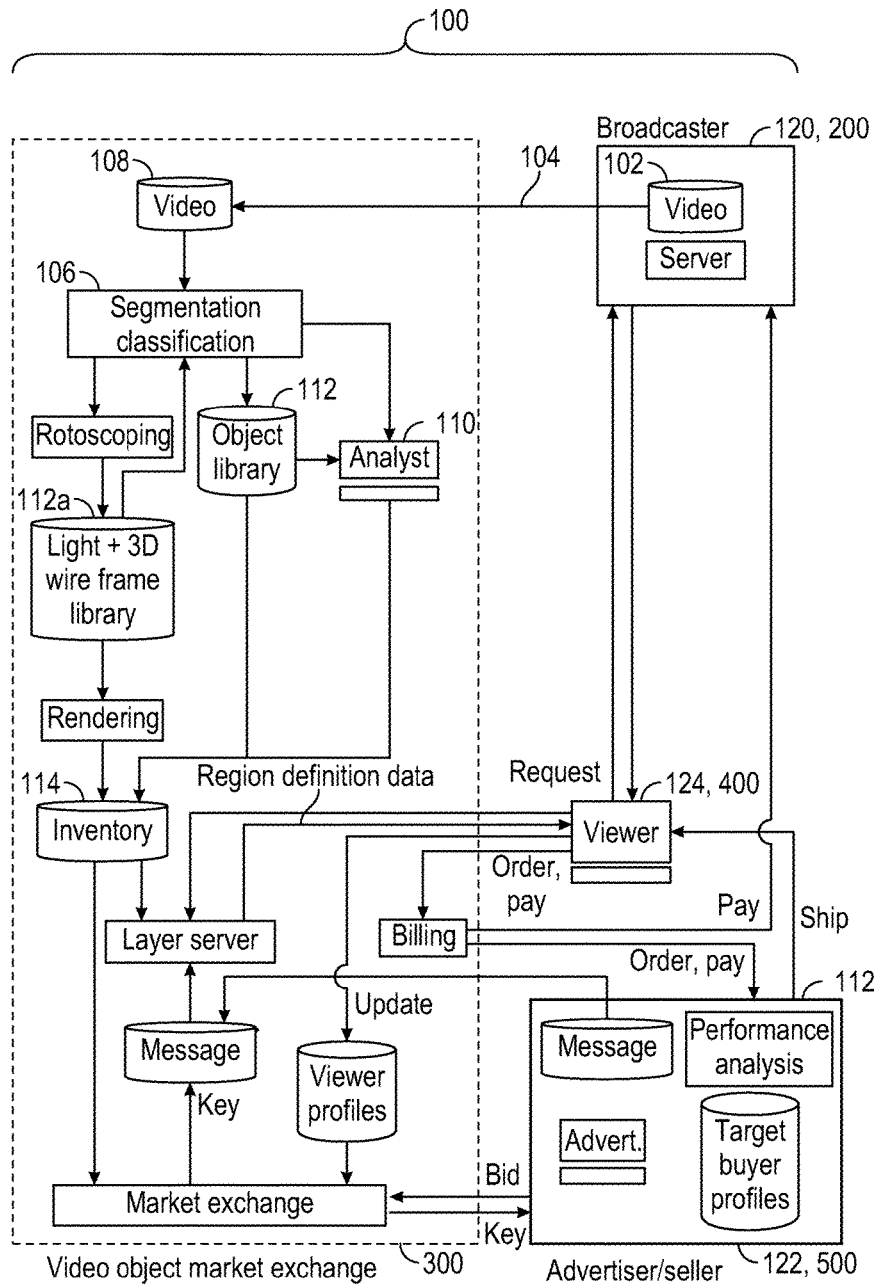 100
Broadcaster
120, 200
108
Video
104
102
Video
Server
106
Segmentation
classification
112
Object
library
110
Analyst
Rotoscoping
112a
Light + 3D
wire frame
library
Rendering
Region definition data
Request
124, 400
Viewer
114
Inventory
Order,
pay
Pay
Ship
Layer server
Billing
Order, pay
112
Update
Message
Viewer
profiles
Key
Message
Performance
analysis
Advert.
Target
buyer
profiles
Market exchange
Bid
Key
Video object market exchange
300
Advertiser/seller
122, 500